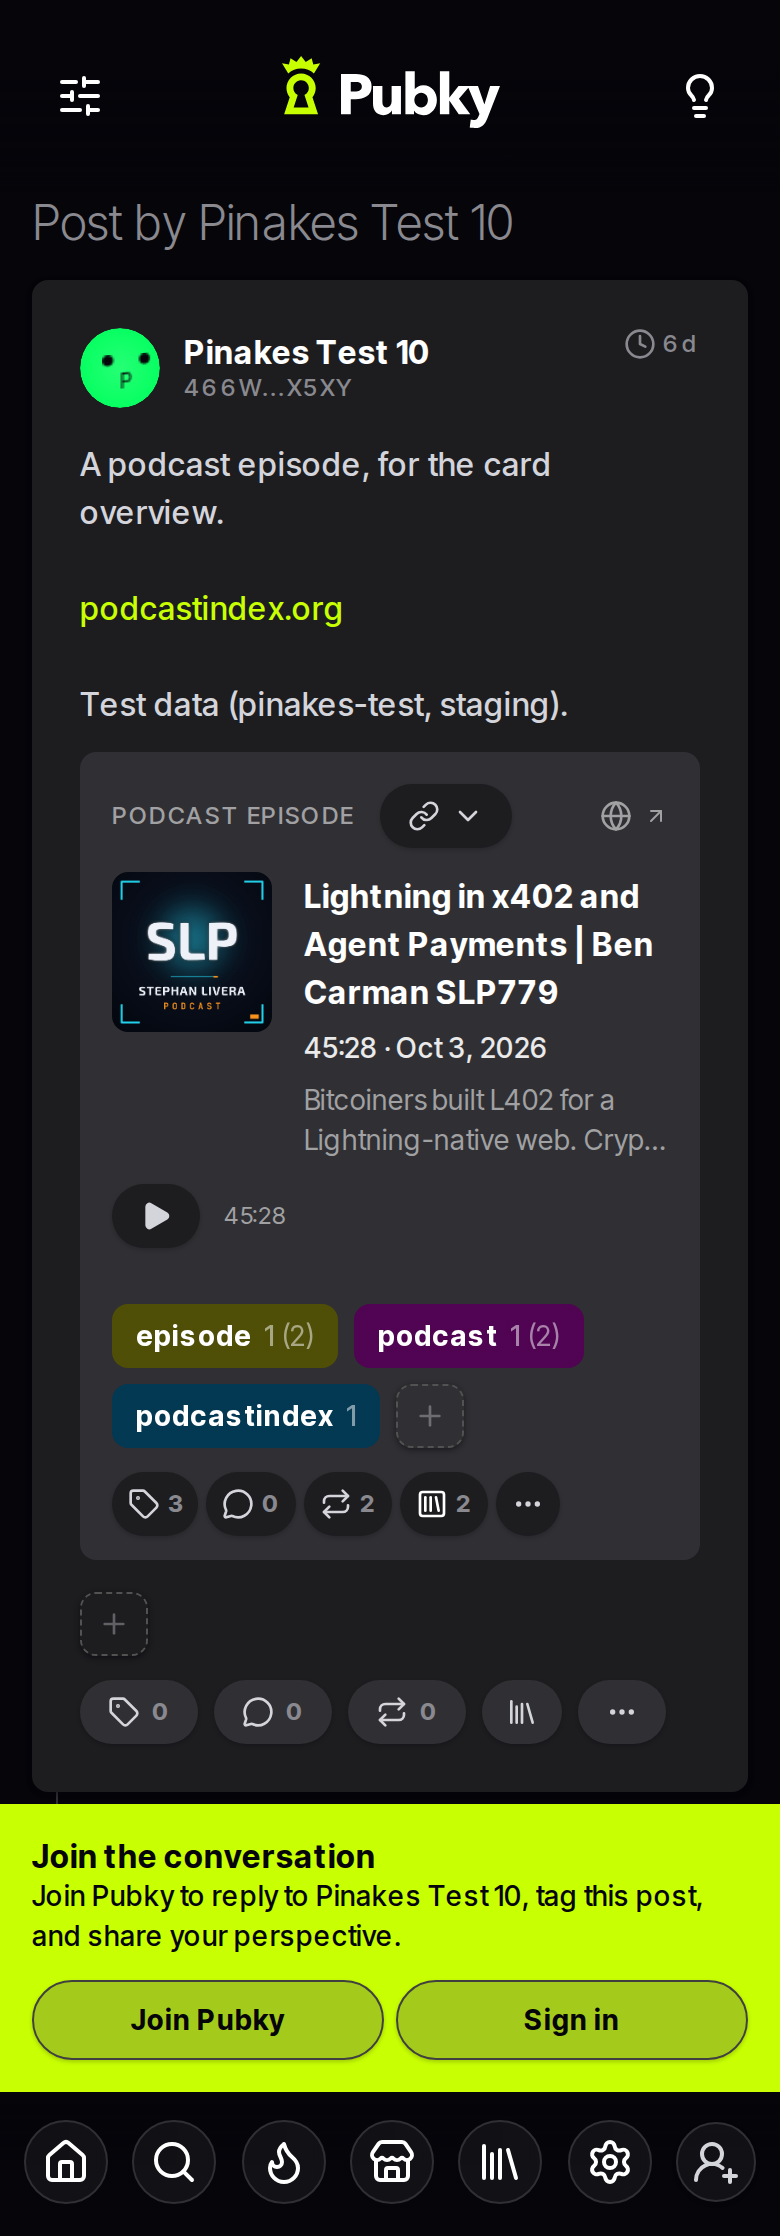 Pubky
Post by Pinakes Test 10
Pinakes Test 10
466W...X5XY
6d
P
A podcast episode, for the card
overview.
podcastindex.org
Test data (pinakes-test, staging).
PODCAST EPISODE
SLP
STEPHAN LIVERA
PODCAST
Lightning in x402 and
Agent Payments | Ben
Carman SLP779
45:28 · Oct 3, 2026
Bitcoiners built L402 for a
Lightning-native web. Cryp...
45:28
episode 1 (2) podcast 1 (2)
podcastindex 1
3 0 2 2
0 0 0
Join the conversation
Join Pubky to reply to Pinakes Test 10, tag this post,
and share your perspective.
Join Pubky Sign in